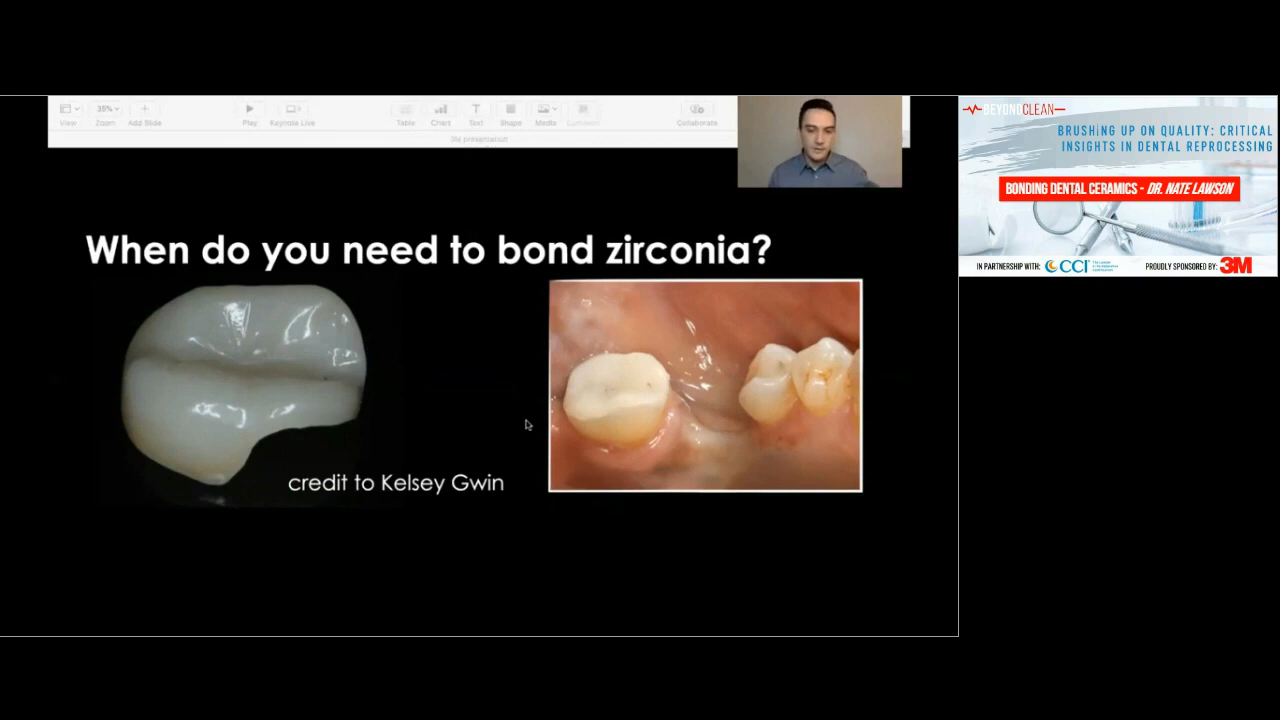 35%
View
Zoom
Add Slide
Play
Keynote Live
Table
Chart
Text
Shape
Media
Comment
Collaborate
3M presentation
When do you need to bond zirconia?
credit to Kelsey Gwin
BEYONDCLEAN
BRUSHING UP ON QUALITY: CRITICAL
INSIGHTS IN DENTAL REPROCESSING
BONDING DENTAL CERAMICS - DR. NATE LAWSON
IN PARTNERSHIP WITH: CCI
PROUDLY SPONSORED BY: 3M